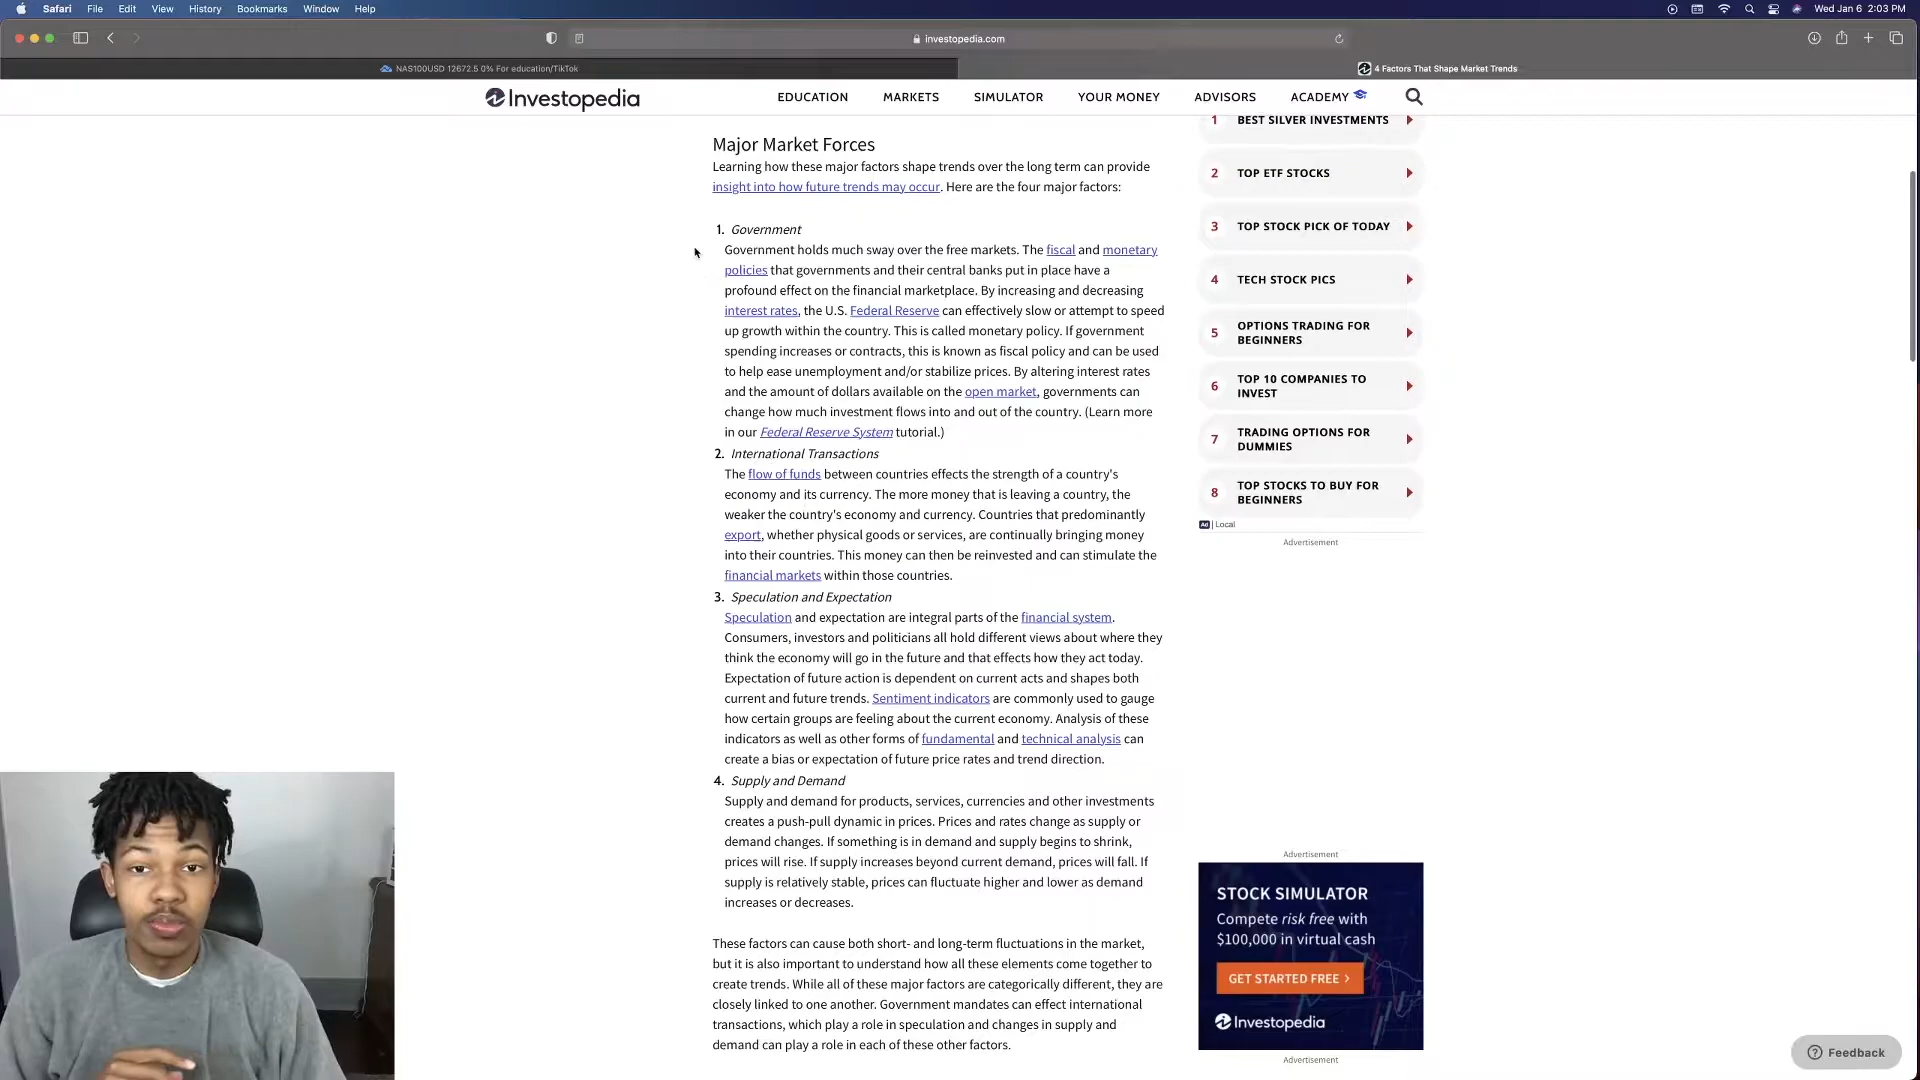 Safari File Edit View History Bookmarks Window Help
Wed Jan 6 2:03 PM
investopedia.com
NAS100USD 12672.5 0% For education/TikTok
4 Factors That Shape Market Trends
Investopedia
EDUCATION MARKETS SIMULATOR YOUR MONEY ADVISORS ACADEMY
Major Market Forces
Learning how these major factors shape trends over the long term can provide
insight into how future trends may occur. Here are the four major factors:
1. Government
Government holds much sway over the free markets. The fiscal and monetary
policies that governments and their central banks put in place have a
profound effect on the financial marketplace. By increasing and decreasing
interest rates, the U.S. Federal Reserve can effectively slow or attempt to speed
up growth within the country. This is called monetary policy. If government
spending increases or contracts, this is known as fiscal policy and can be used
to help ease unemployment and/or stabilize prices. By altering interest rates
and the amount of dollars available on the open market, governments can
change how much investment flows into and out of the country. (Learn more
in our Federal Reserve System tutorial.)
2. International Transactions
The flow of funds between countries effects the strength of a country's
economy and its currency. The more money that is leaving a country, the
weaker the country's economy and currency. Countries that predominantly
export, whether physical goods or services, are continually bringing money
into their countries. This money can then be reinvested and can stimulate the
financial markets within those countries.
3. Speculation and Expectation
Speculation and expectation are integral parts of the financial system.
Consumers, investors and politicians all hold different views about where they
think the economy will go in the future and that effects how they act today.
Expectation of future action is dependent on current acts and shapes both
current and future trends. Sentiment indicators are commonly used to gauge
how certain groups are feeling about the current economy. Analysis of these
indicators as well as other forms of fundamental and technical analysis can
create a bias or expectation of future price rates and trend direction.
4. Supply and Demand
Supply and demand for products, services, currencies and other investments
creates a push-pull dynamic in prices. Prices and rates change as supply or
demand changes. If something is in demand and supply begins to shrink,
prices will rise. If supply increases beyond current demand, prices will fall. If
supply is relatively stable, prices can fluctuate higher and lower as demand
increases or decreases.
These factors can cause both short- and long-term fluctuations in the market,
but it is also important to understand how all these elements come together to
create trends. While all of these major factors are categorically different, they are
closely linked to one another. Government mandates can effect international
transactions, which play a role in speculation and changes in supply and
demand can play a role in each of these other factors.
1 BEST SILVER INVESTMENTS
2 TOP ETF STOCKS
3 TOP STOCK PICK OF TODAY
4 TECH STOCK PICS
5 OPTIONS TRADING FOR
BEGINNERS
6 TOP 10 COMPANIES TO
INVEST
7 TRADING OPTIONS FOR
DUMMIES
8 TOP STOCKS TO BUY FOR
BEGINNERS
Ad | Local
Advertisement
Advertisement
STOCK SIMULATOR
Compete risk free with
$100,000 in virtual cash
GET STARTED FREE >
Investopedia
Advertisement
Feedback